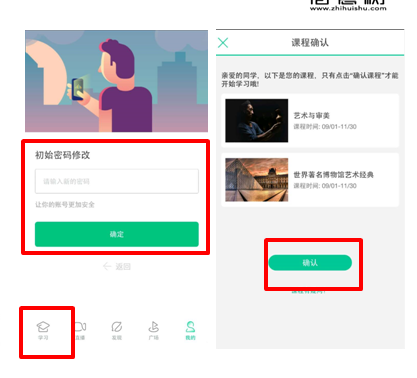 www.zhihuishu.com
初始密码修改
请输入新的密码
让你的帐号更加安全
确定
← 返回
学习
直播
答疑
广场
我的
× 课程确认
亲爱的同学，以下是您的课程，只有点击“确认课程”才能
开始学习哦!
艺术与审美
课程时间: 09/01-11/30
世界著名博物馆艺术经典
课程时间: 09/01-11/30
确认